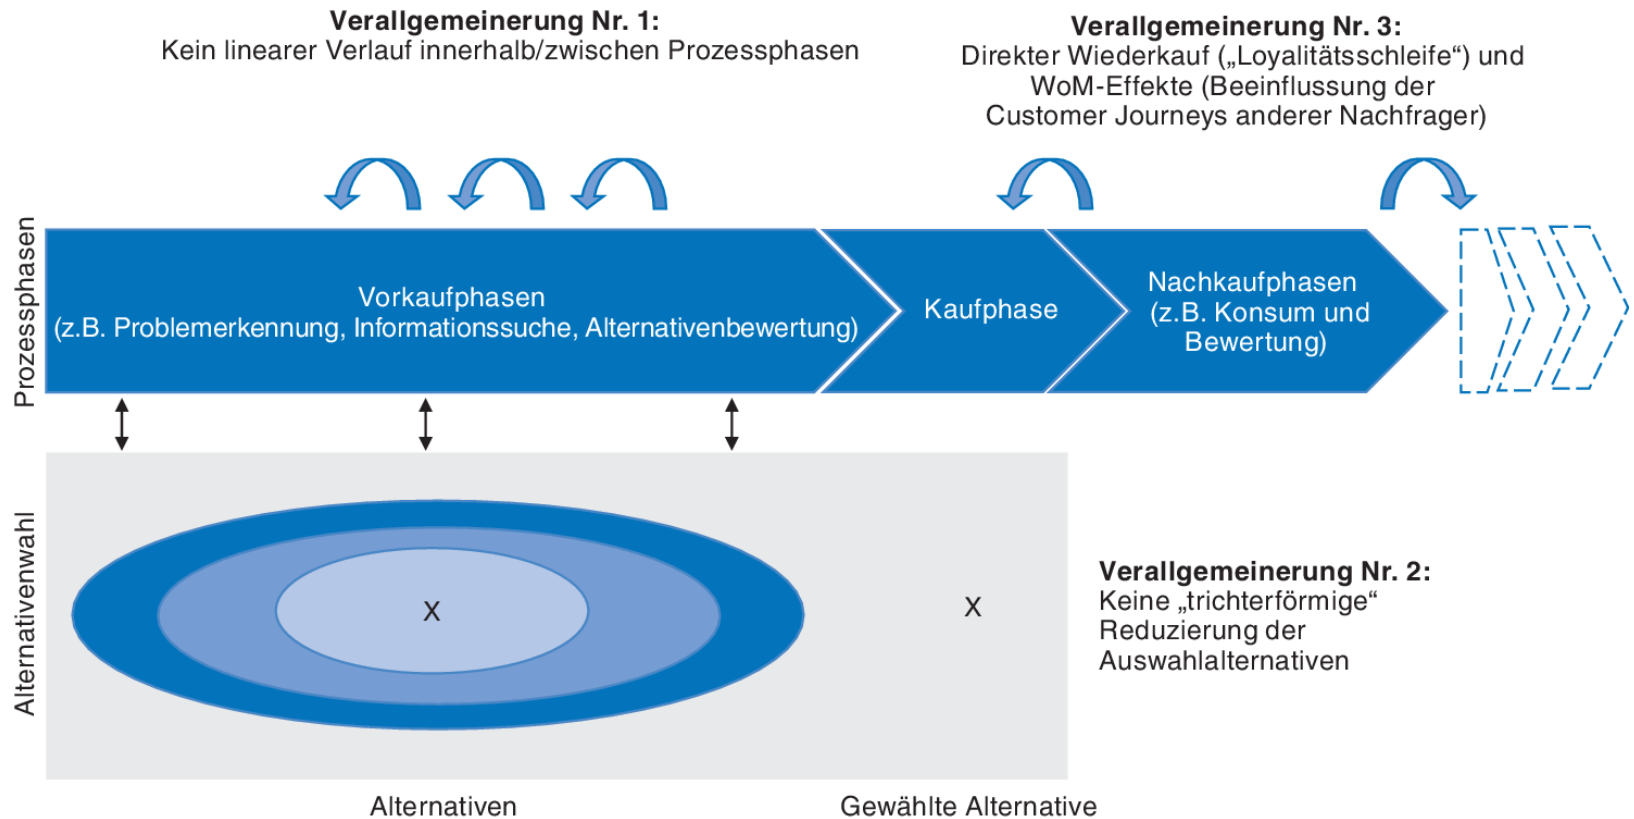 Verallgemeinerung Nr. 1:
Kein linearer Verlauf innerhalb/zwischen Prozessphasen
Verallgemeinerung Nr. 3:
Direkter Wiederkauf („Loyalitätsschleife“) und
WoM-Effekte (Beeinflussung der
Customer Journeys anderer Nachfrager)
Prozessphasen
Vorkaufphasen
(z.B. Problemerkennung, Informationssuche, Alternativenbewertung)
Kaufphase
Nachkaufphasen
(z.B. Konsum und
Bewertung)
Alternativenwahl
X
X
Verallgemeinerung Nr. 2:
Keine „trichterförmige“
Reduzierung der
Auswahlalternativen
Alternativen
Gewählte Alternative